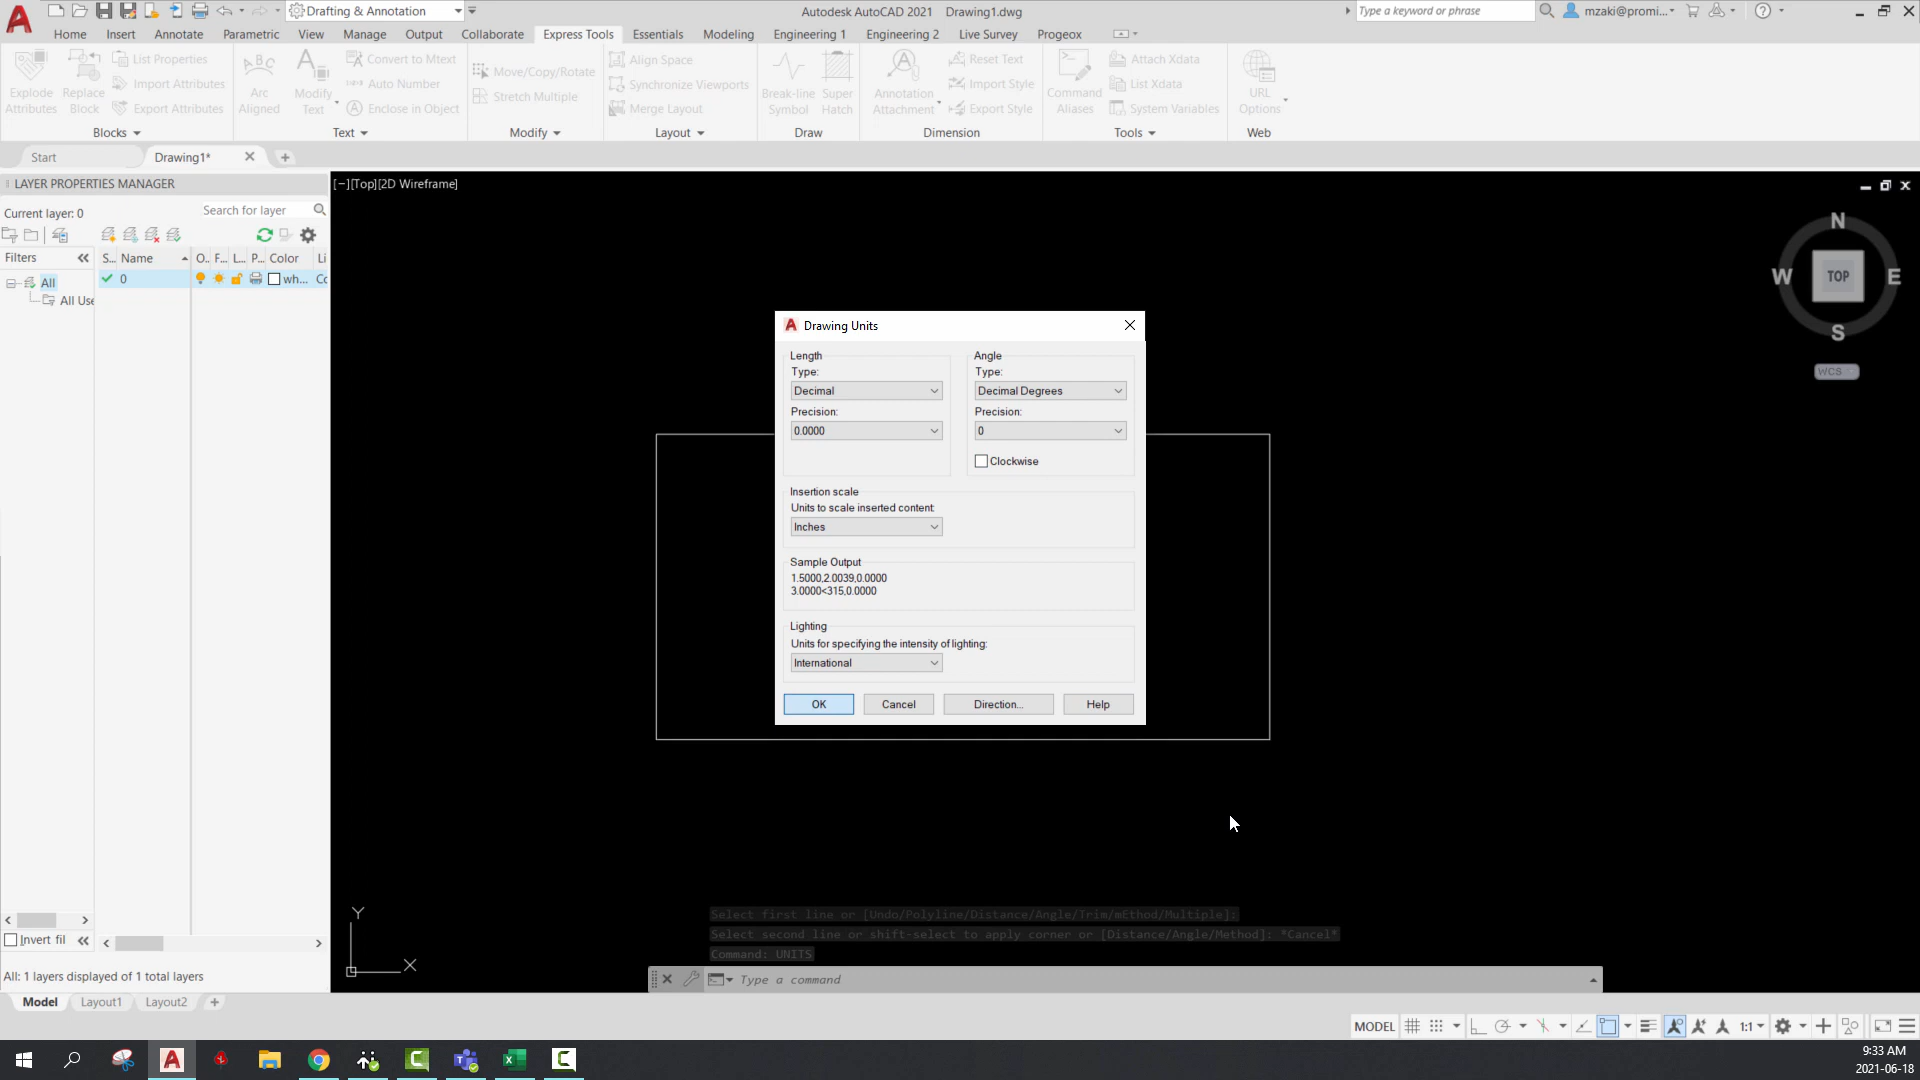 Drafting & Annotation
Autodesk AutoCAD 2021 Drawing1.dwg
Type a keyword or phrase
mzaki@promi...
Home Insert Annotate Parametric View Manage Output Collaborate Express Tools Essentials Modeling Engineering 1 Engineering 2 Live Survey Progeox
Explode Attributes
Replace Block
List Properties
Import Attributes
Export Attributes
Blocks
Arc Aligned
Modify Text
Convert to Mtext
Auto Number
Enclose in Object
Text
Move/Copy/Rotate
Stretch Multiple
Modify
Align Space
Synchronize Viewports
Merge Layout
Layout
Break-line Symbol
Super Hatch
Draw
Annotation Attachment
Reset Text
Import Style
Export Style
Dimension
Command Aliases
Attach Xdata
List Xdata
System Variables
Tools
URL Options
Web
Start
Drawing1*
LAYER PROPERTIES MANAGER
[−][Top][2D Wireframe]
Current layer: 0
Search for layer
Filters
S... Name O.. F... L... P... Color Li
All
0 wh... Co
All Use
N
W TOP E
S
WCS
Drawing Units
Length
Type:
Decimal
Precision:
0.0000
Angle
Type:
Decimal Degrees
Precision:
0
Clockwise
Insertion scale
Units to scale inserted content:
Inches
Sample Output
1.5000,2.0039,0.0000
3.0000<315,0.0000
Lighting
Units for specifying the intensity of lighting:
International
OK Cancel Direction... Help
Y
X
Select first line or [Undo/Polyline/Distance/Angle/Trim/mEthod/Multiple]:
Select second line or shift-select to apply corner or [Distance/Angle/Method]: *Cancel*
Command: UNITS
Type a command
Invert fil
All: 1 layers displayed of 1 total layers
Model Layout1 Layout2
MODEL
1:1
9:33 AM
2021-06-18